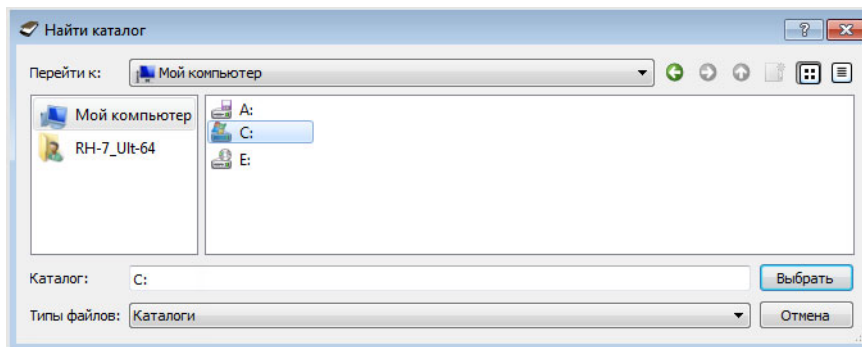 Найти каталог
Перейти к: Мой компьютер
Мой компьютер
RH-7_Ult-64
A:
C:
E:
Каталог: C:
Выбрать
Типы файлов: Каталоги
Отмена